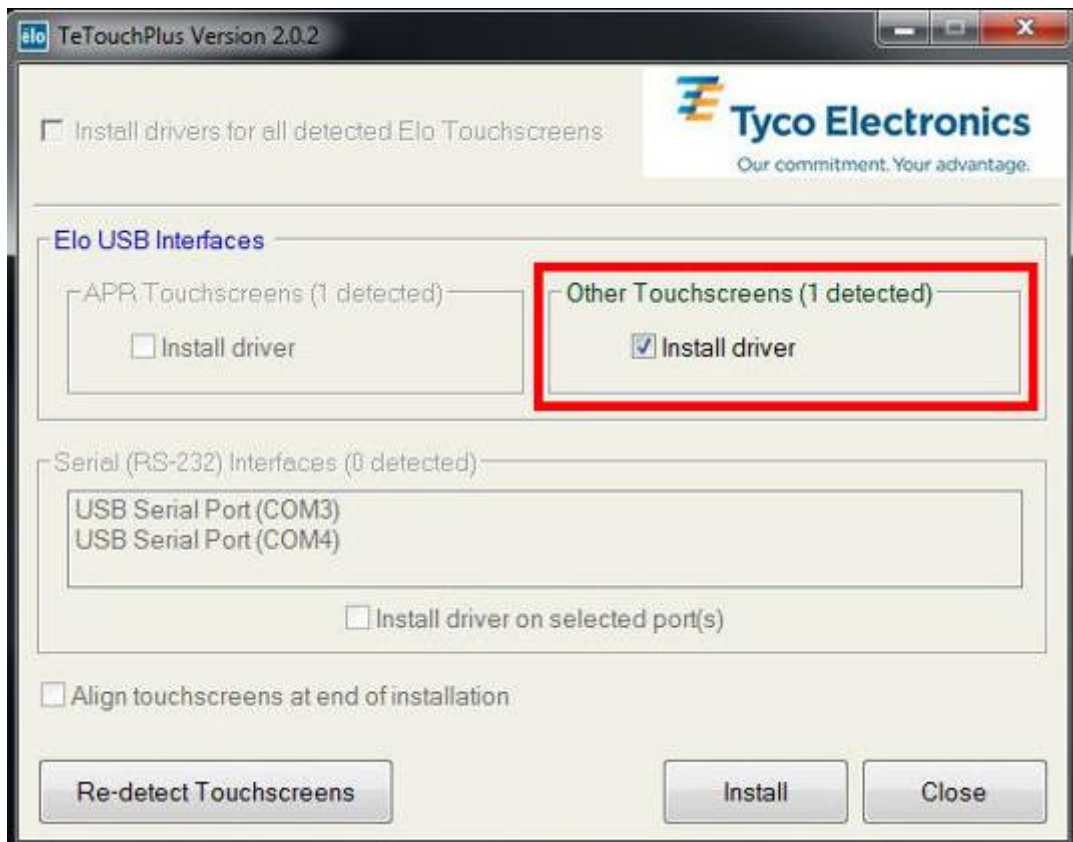 elo TeTouchPlus Version 2.0.2
Install drivers for all detected Elo Touchscreens
Tyco Electronics
Our commitment. Your advantage.
Elo USB Interfaces
APR Touchscreens (1 detected)
Other Touchscreens (1 detected)
Install driver
Install driver
Serial (RS-232) Interfaces (0 detected)
USB Serial Port (COM3)
USB Serial Port (COM4)
Install driver on selected port(s)
Align touchscreens at end of installation
Re-detect Touchscreens
Install
Close